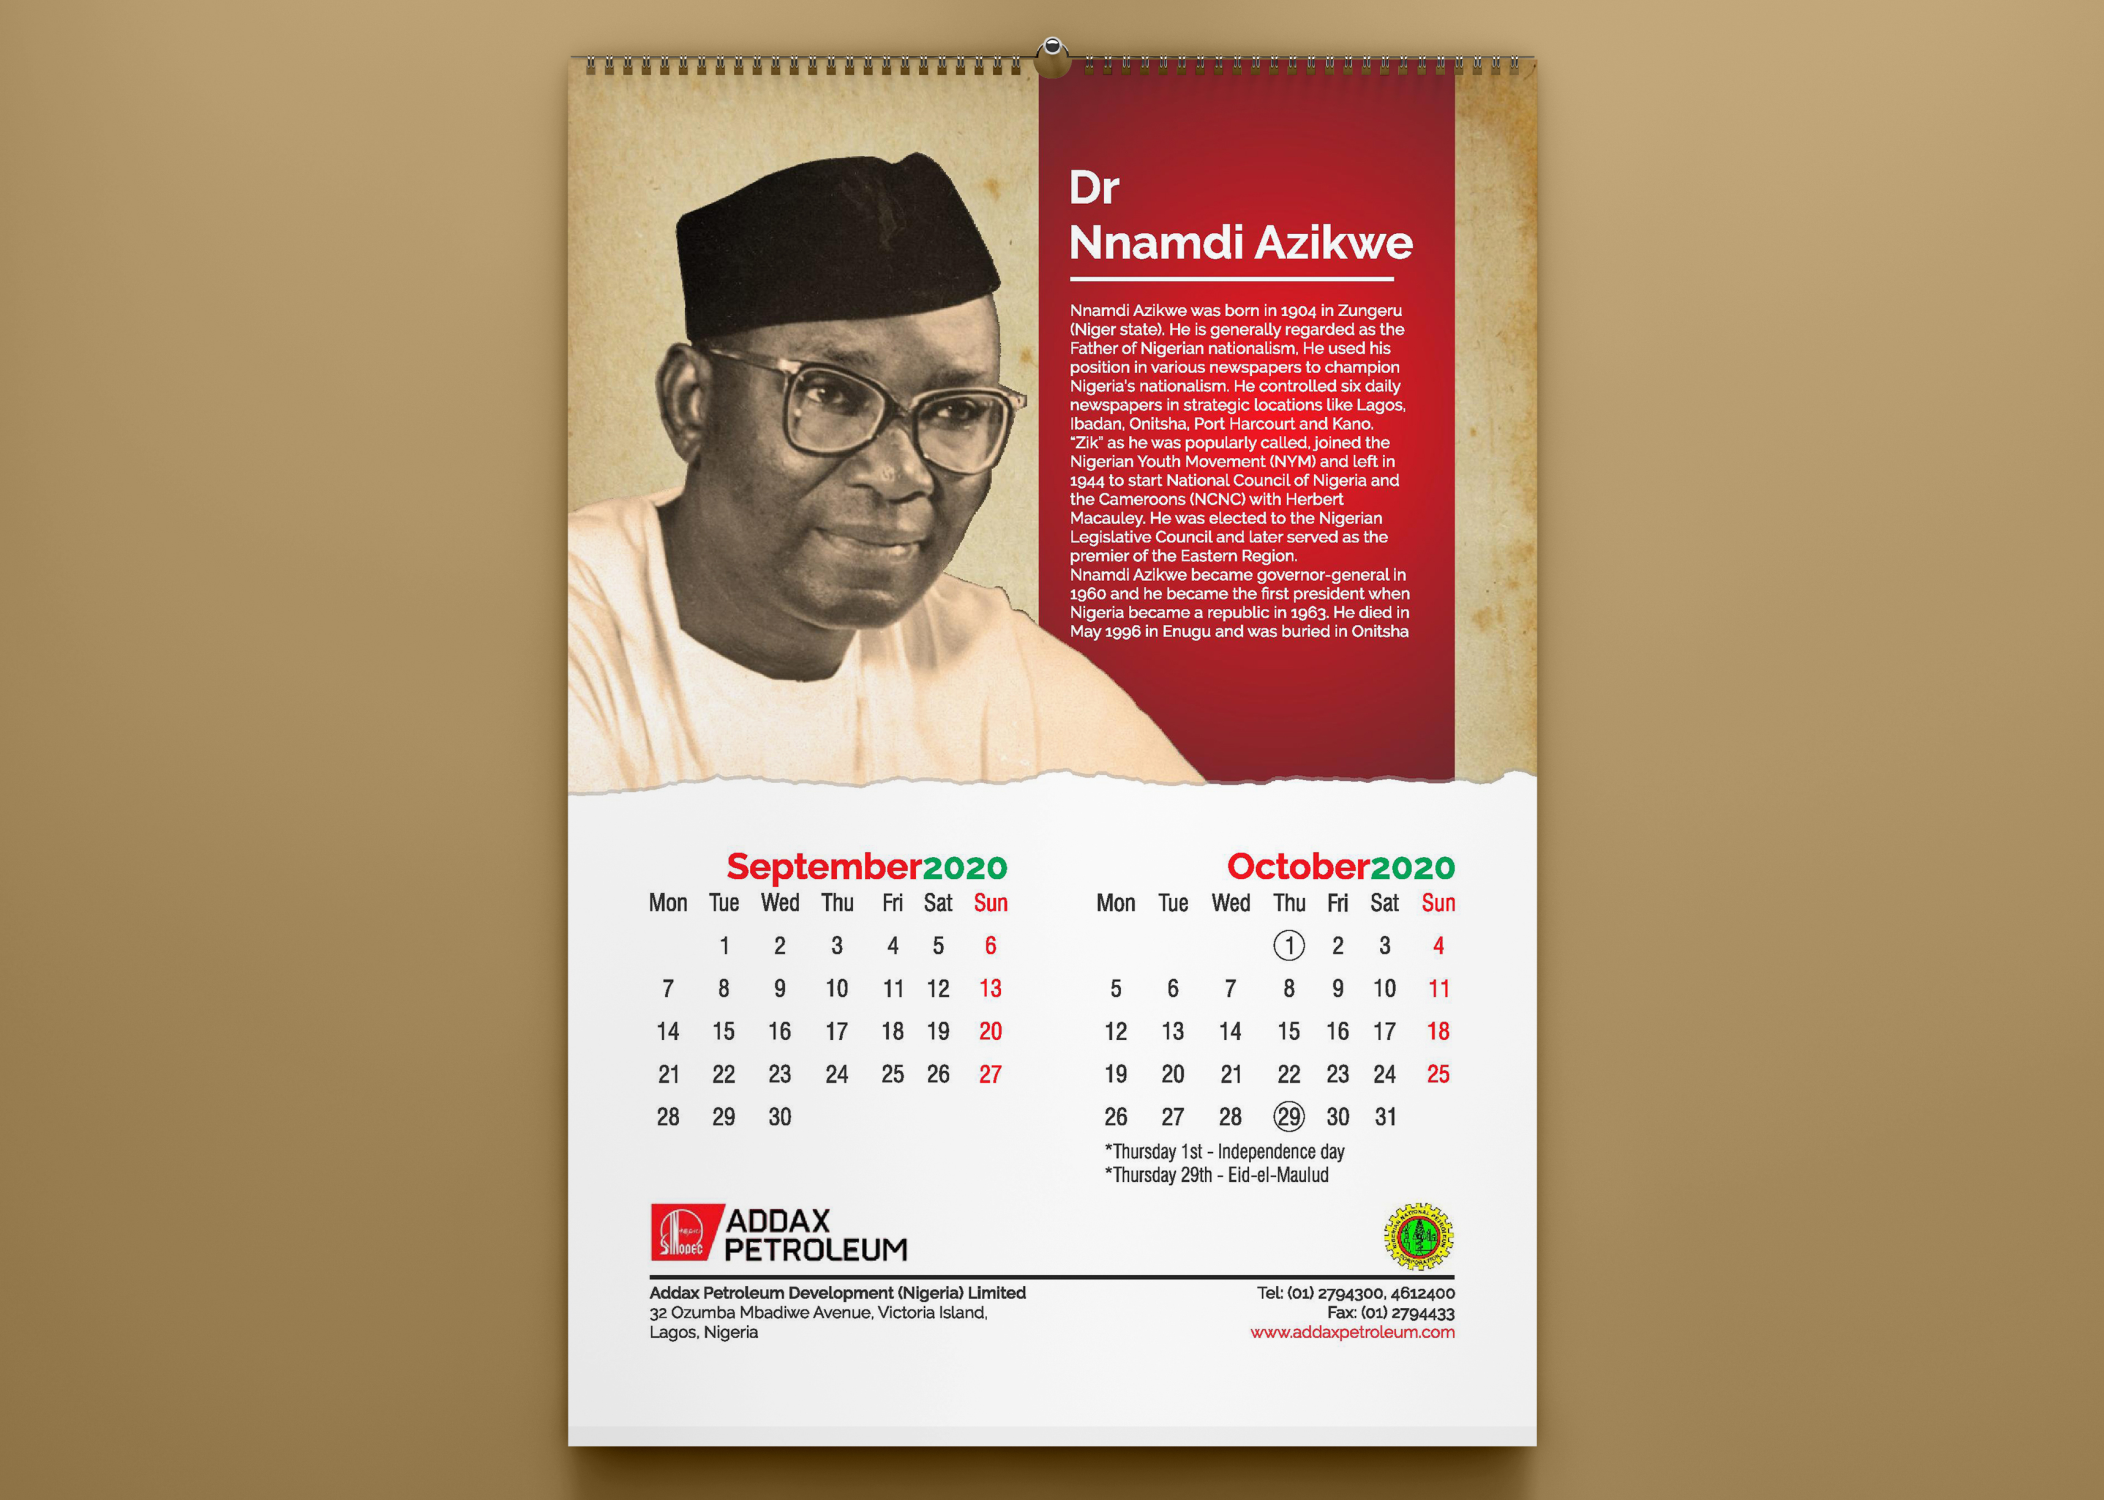 Dr
Nnamdi Azikwe
Nnamdi Azikwe was born in 1904 in Zungeru
(Niger state). He is generally regarded as the
Father of Nigerian nationalism, He used his
position in various newspapers to champion
Nigeria's nationalism. He controlled six daily
newspapers in strategic locations like Lagos,
Ibadan, Onitsha, Port Harcourt and Kano.
"Zik" as he was popularly called, joined the
Nigerian Youth Movement (NYM) and left in
1944 to start National Council of Nigeria and
the Cameroons (NCNC) with Herbert
Macauley. He was elected to the Nigerian
Legislative Council and later served as the
premier of the Eastern Region.
Nnamdi Azikwe became governor-general in
1960 and he became the first president when
Nigeria became a republic in 1963. He died in
May 1996 in Enugu and was buried in Onitsha
September2020
Mon Tue Wed Thu Fri Sat Sun
1 2 3 4 5 6
7 8 9 10 11 12 13
14 15 16 17 18 19 20
21 22 23 24 25 26 27
28 29 30
October2020
Mon Tue Wed Thu Fri Sat Sun
1 2 3 4
5 6 7 8 9 10 11
12 13 14 15 16 17 18
19 20 21 22 23 24 25
26 27 28 29 30 31
*Thursday 1st - Independence day
*Thursday 29th - Eid-el-Maulud
SINOPEC
ADDAX
PETROLEUM
NIGERIAN NATIONAL PETROLEUM
CORPORATION
Addax Petroleum Development (Nigeria) Limited
32 Ozumba Mbadiwe Avenue, Victoria Island,
Lagos, Nigeria
Tel: (01) 2794300, 4612400
Fax: (01) 2794433
www.addaxpetroleum.com